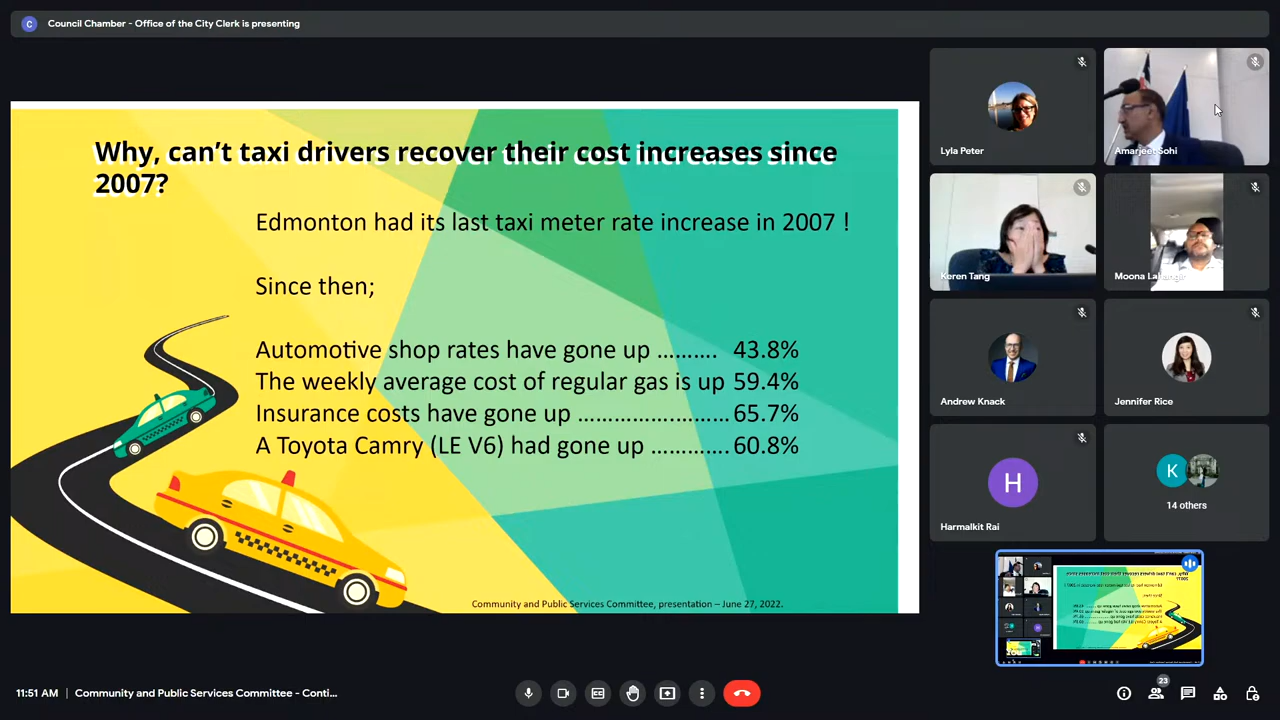 C
Council Chamber - Office of the City Clerk is presenting
Why, can't taxi drivers recover their cost increases since
2007?
Edmonton had its last taxi meter rate increase in 2007 !
Since then;
Automotive shop rates have gone up .......... 43.8%
The weekly average cost of regular gas is up 59.4%
Insurance costs have gone up .......................... 65.7%
A Toyota Camry (LE V6) had gone up ............. 60.8%
Community and Public Services Committee, presentation – June 27, 2022.
Lyla Peter
Amarjeet Sohi
Keren Tang
Moona
Andrew Knack
Jennifer Rice
H
Harmalkit Rai
K
14 others
11:51 AM | Community and Public Services Committee - Conti...
23